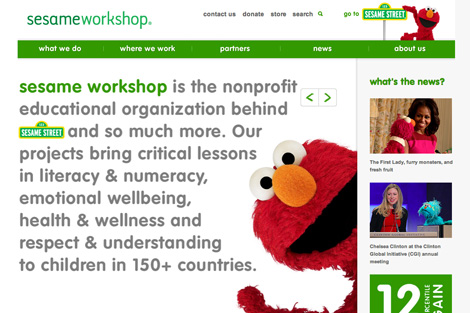 sesameworkshop®
contact us donate store search
go to SESAME STREET
what we do where we work partners news about us
sesame workshop is the nonprofit
educational organization behind
SESAME STREET and so much more. Our
projects bring critical lessons
in literacy & numeracy,
emotional wellbeing,
health & wellness and
respect & understanding
to children in 150+ countries.
what's the news?
The First Lady, furry monsters, and
fresh fruit
Chelsea Clinton at the Clinton
Global Initiative (CGI) annual
meeting
12